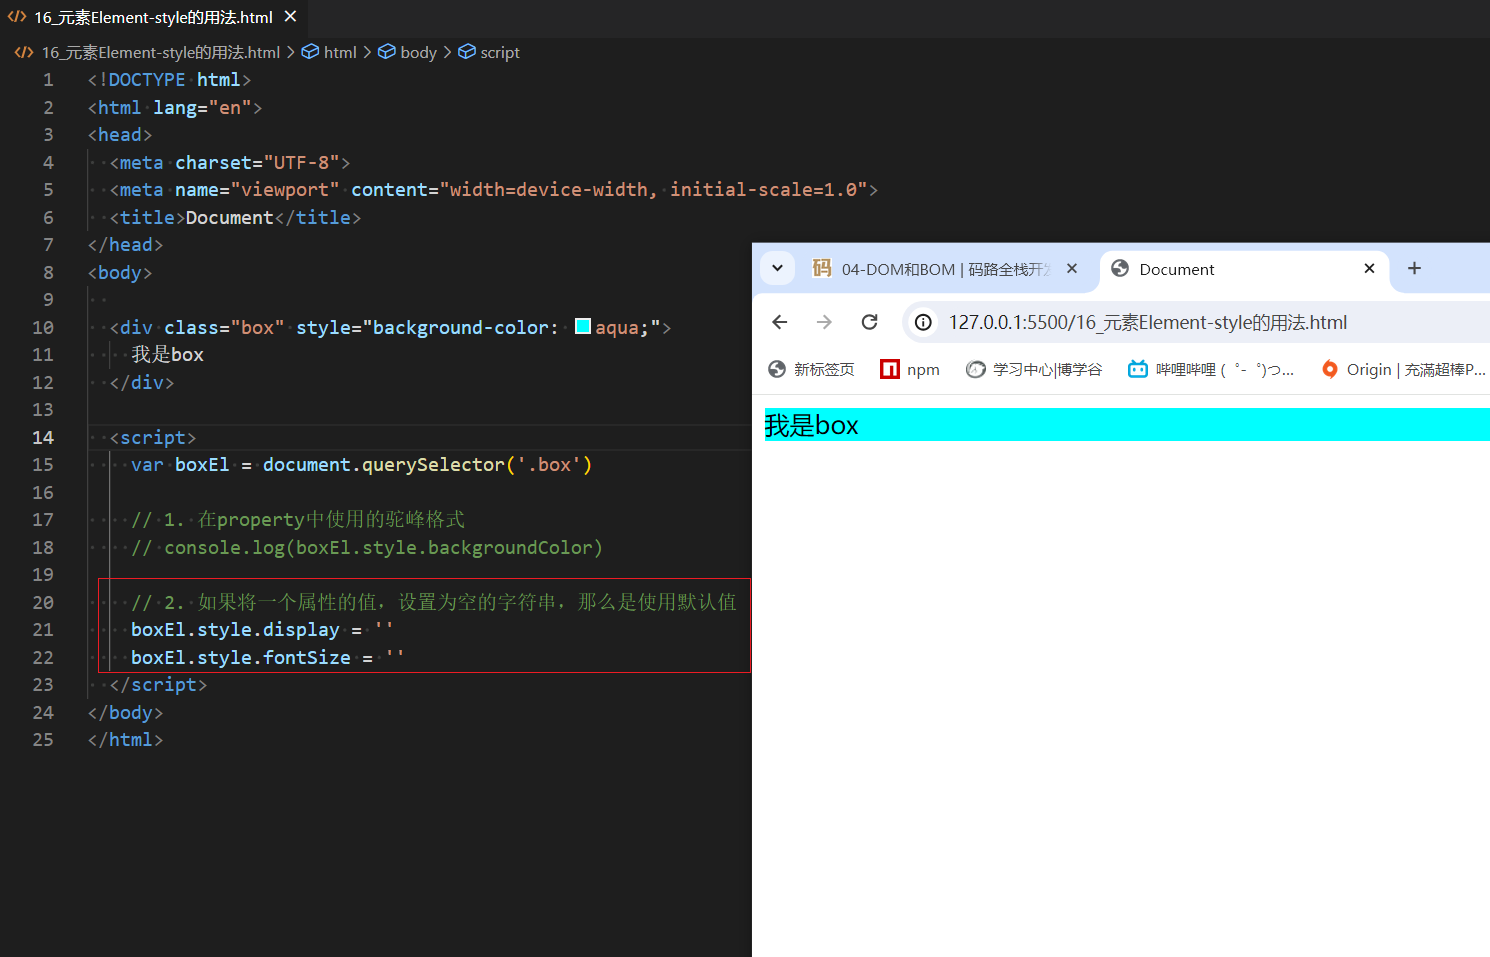 16_元素Element-style的用法.html
16_元素Element-style的用法.html > html > body > script
1 <!DOCTYPE html>
2 <html lang="en">
3 <head>
4 <meta charset="UTF-8">
5 <meta name="viewport" content="width=device-width, initial-scale=1.0">
6 <title>Document</title>
7 </head>
8 <body>
9
10 <div class="box" style="background-color: aqua;">
11 我是box
12 </div>
13
14 <script>
15 var boxEl = document.querySelector('.box')
16
17 // 1. 在property中使用的驼峰格式
18 // console.log(boxEl.style.backgroundColor)
19
20 // 2. 如果将一个属性的值, 设置为空的字符串, 那么是使用默认值
21 boxEl.style.display = ''
22 boxEl.style.fontSize = ''
23 </script>
24 </body>
25 </html>
码 04-DOM和BOM | 码路全栈开发 Document
127.0.0.1:5500/16_元素Element-style的用法.html
新标签页 npm 学习中心|博学谷 哔哩哔哩 (゜-゜)つ... Origin | 充满超棒P...
我是box